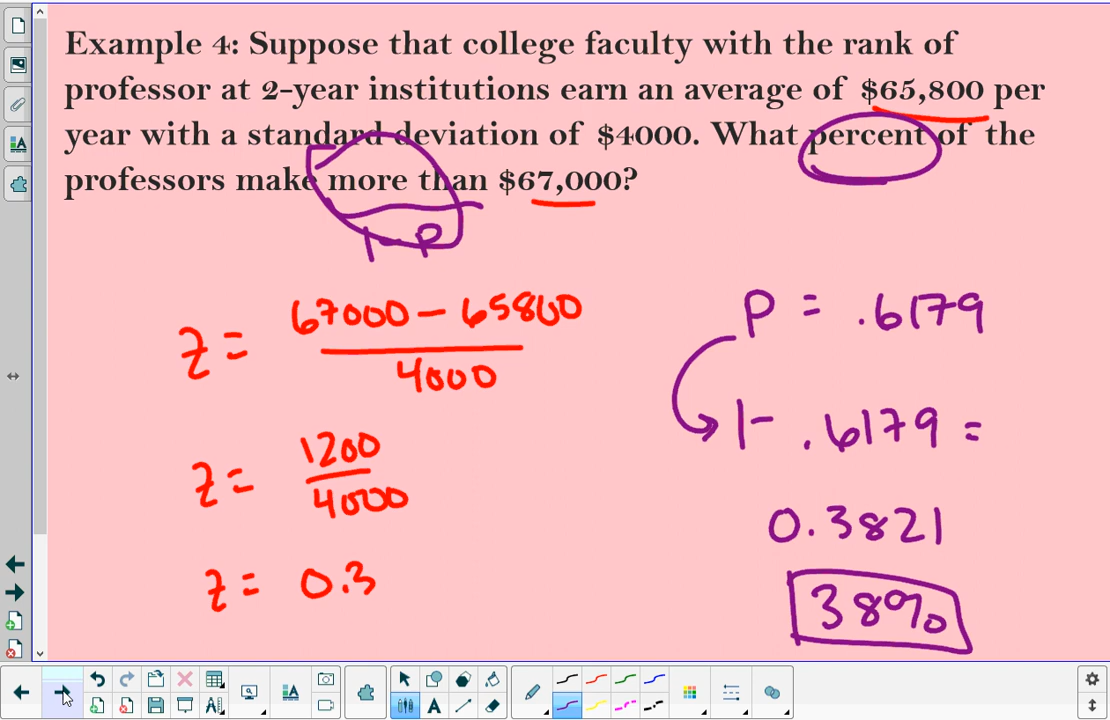 Example 4: Suppose that college faculty with the rank of
professor at 2-year institutions earn an average of $65,800 per
year with a standard deviation of $4000. What percent of the
professors make more than $67,000?
1-P
z = 67000 - 65800
4000
z = 1200
4000
z = 0.3
P = .6179
1- .6179 =
0.3821
38%